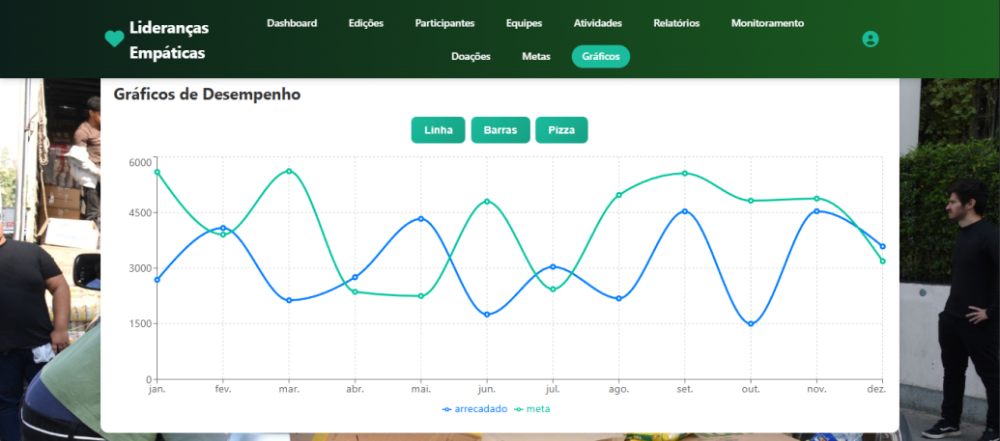 Lideranças
Empáticas
Dashboard Edições Participantes Equipes Atividades Relatórios Monitoramento
Doações Metas Gráficos
Gráficos de Desempenho
Linha Barras Pizza
6000
4500
3000
1500
0
jan. fev. mar. abr. mai. jun. jul. ago. set. out. nov. dez.
arrecadado meta